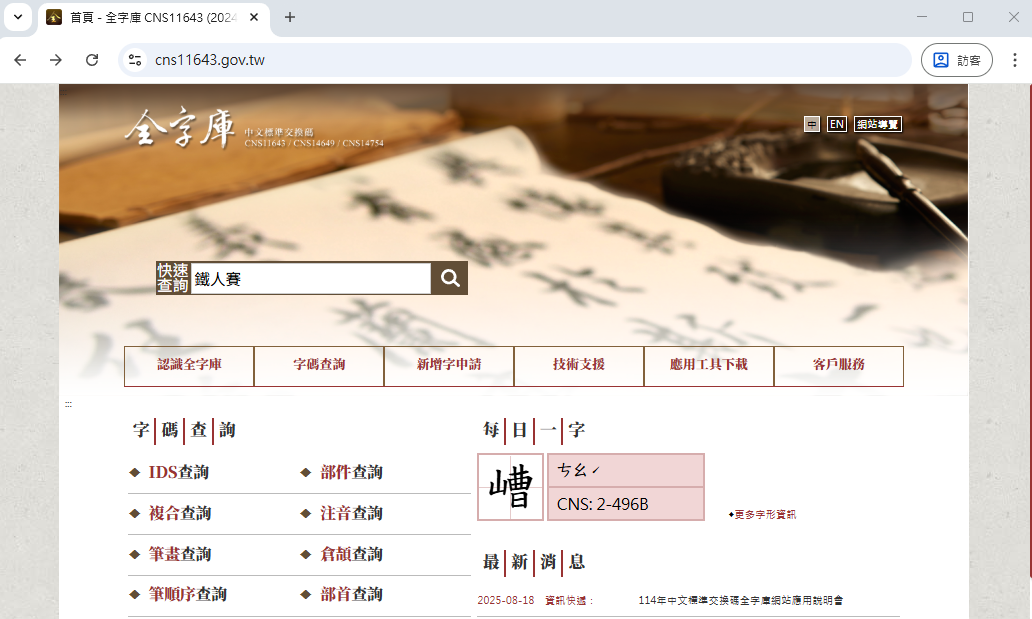 首頁 - 全字庫 CNS11643 (2024
cns11643.gov.tw
訪客
全字庫
中文標準交換碼
CNS11643 / CNS14649 / CNS14754
中
EN
網站導覽
快速查詢
鐵人賽
認識全字庫
字碼查詢
新增字申請
技術支援
應用工具下載
客戶服務
:::
字碼查詢
IDS查詢
部件查詢
複合查詢
注音查詢
筆畫查詢
倉頡查詢
筆順序查詢
部首查詢
每日一字
嶆
ㄘㄠˊ
CNS: 2-496B
更多字形資訊
最新消息
2025-08-18 資訊快遞： 114年中文標準交換碼全字庫網站應用說明會